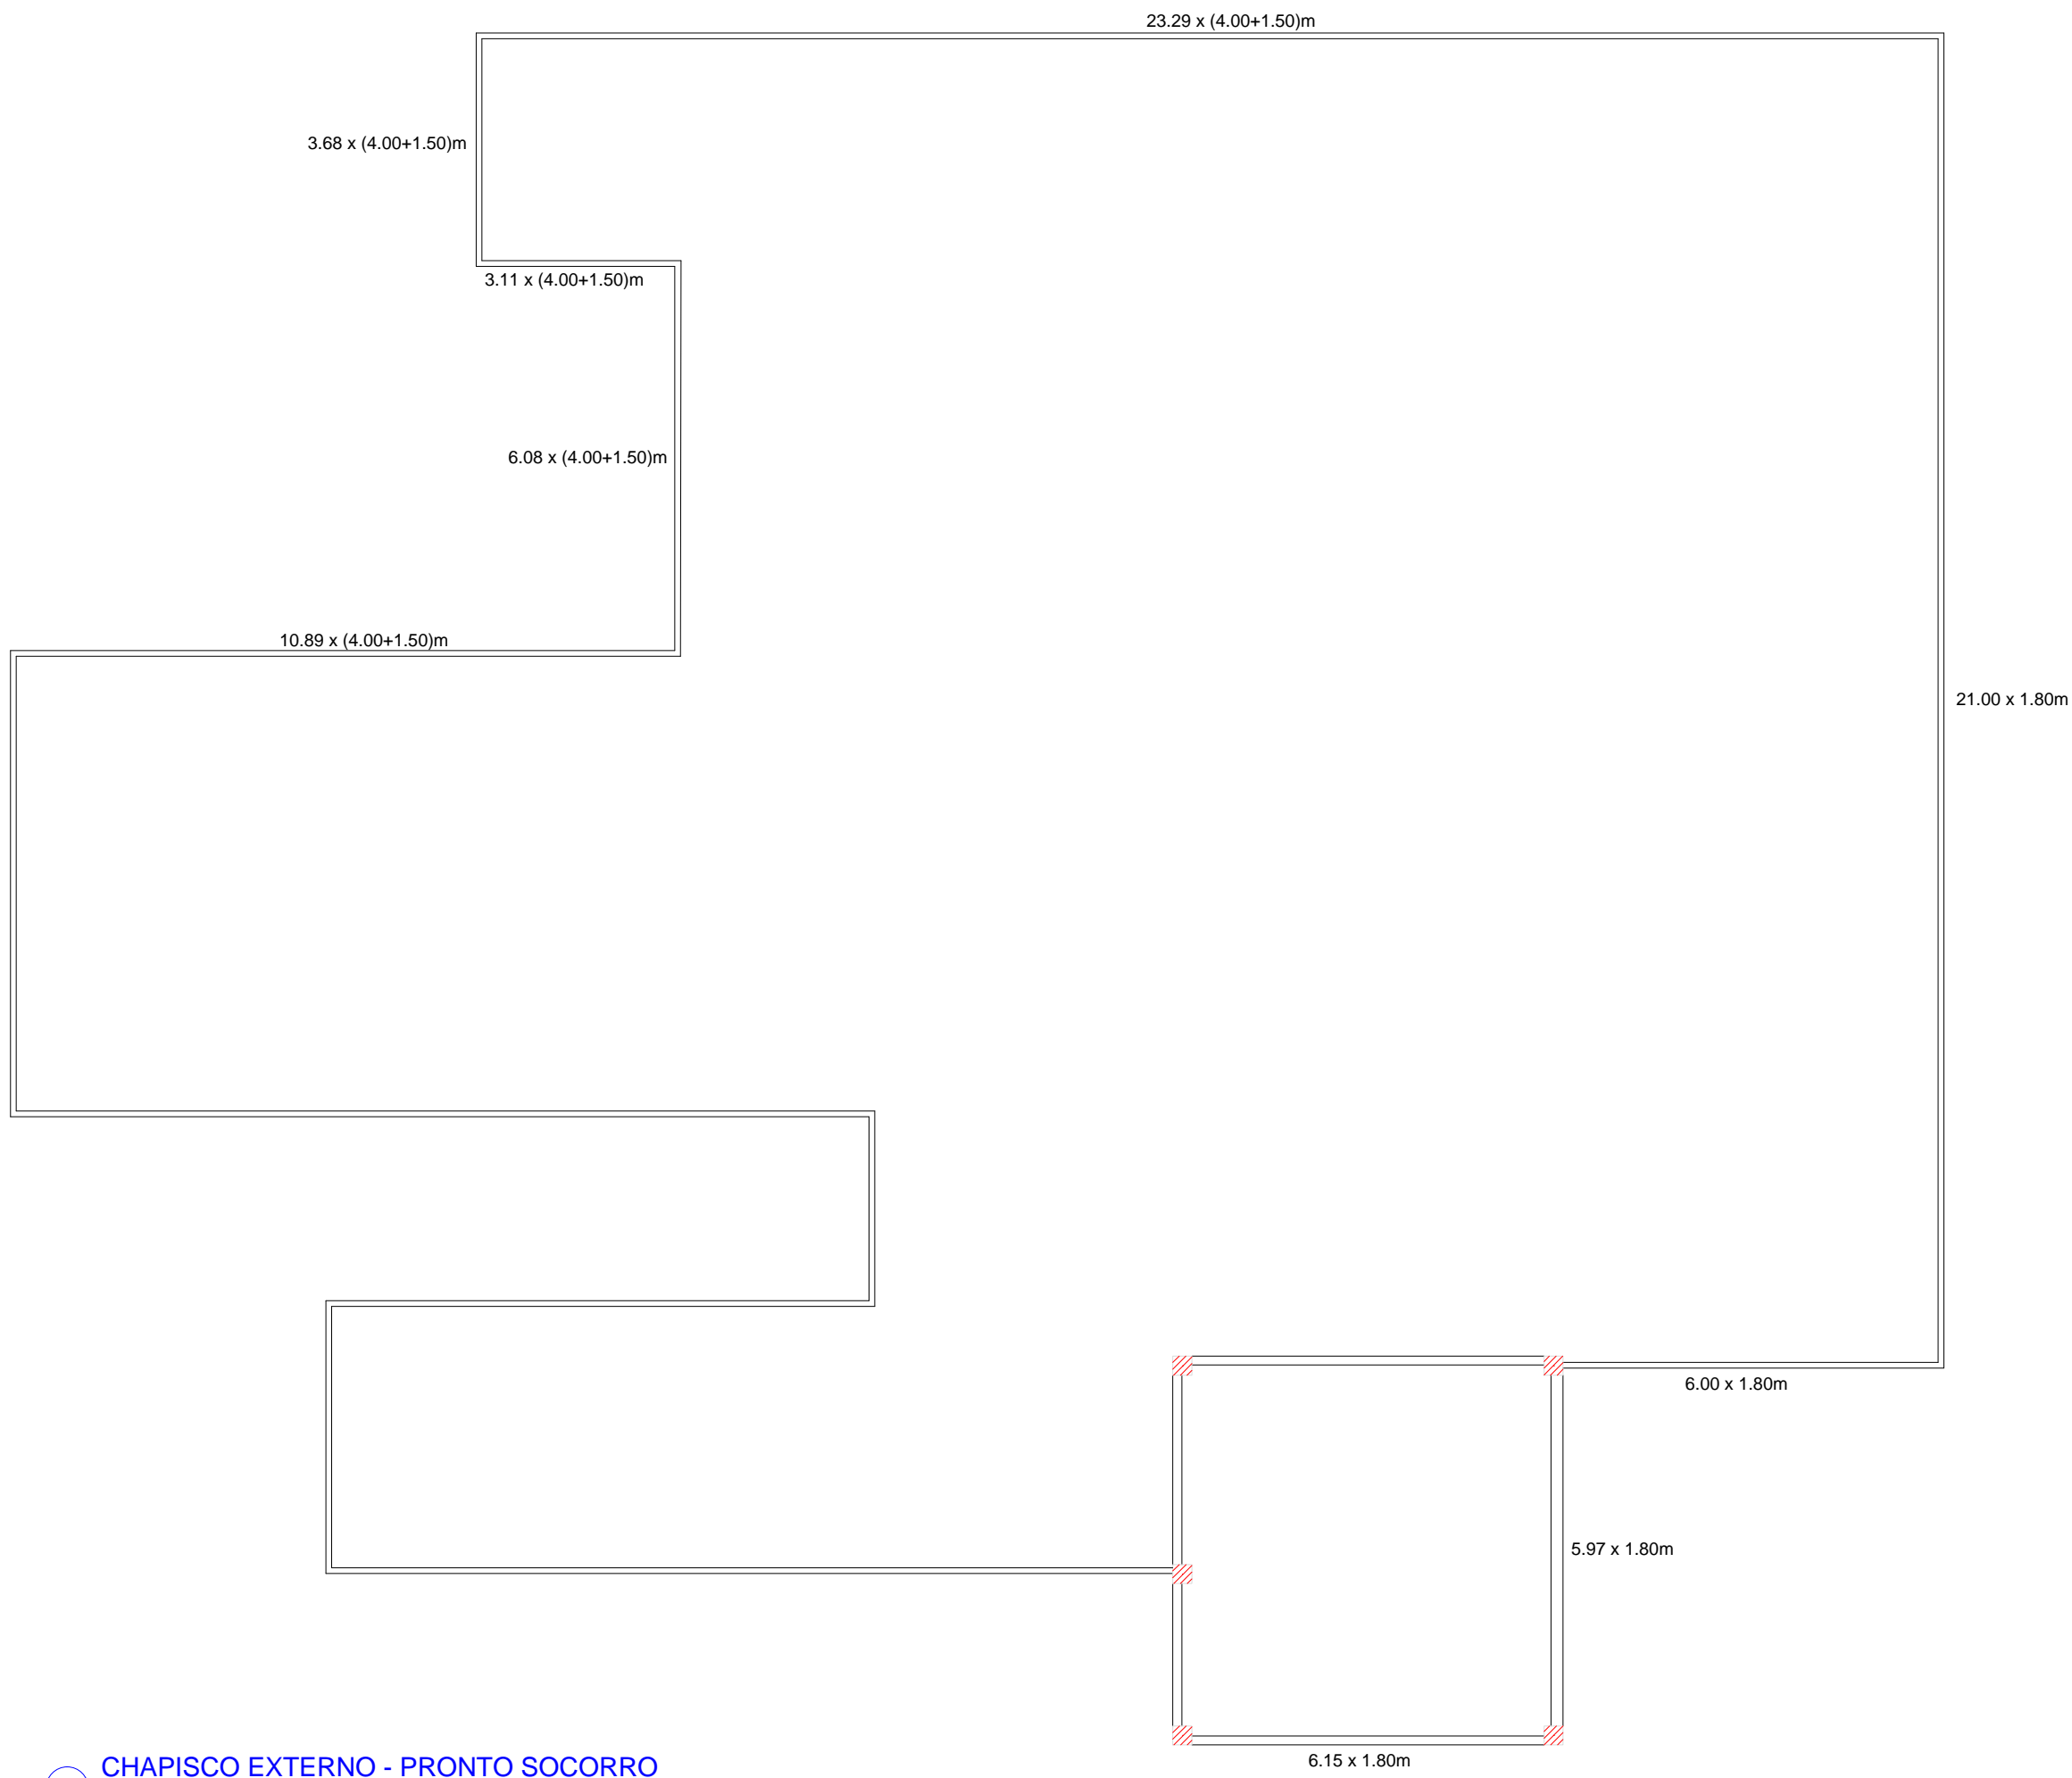 23.29 x (4.00+1.50)m
3.68 x (4.00+1.50)m
3.11 x (4.00+1.50)m
6.08 x (4.00+1.50)m
10.89 x (4.00+1.50)m
21.00 x 1.80m
6.00 x 1.80m
5.97 x 1.80m
6.15 x 1.80m
CHAPISCO EXTERNO - PRONTO SOCORRO